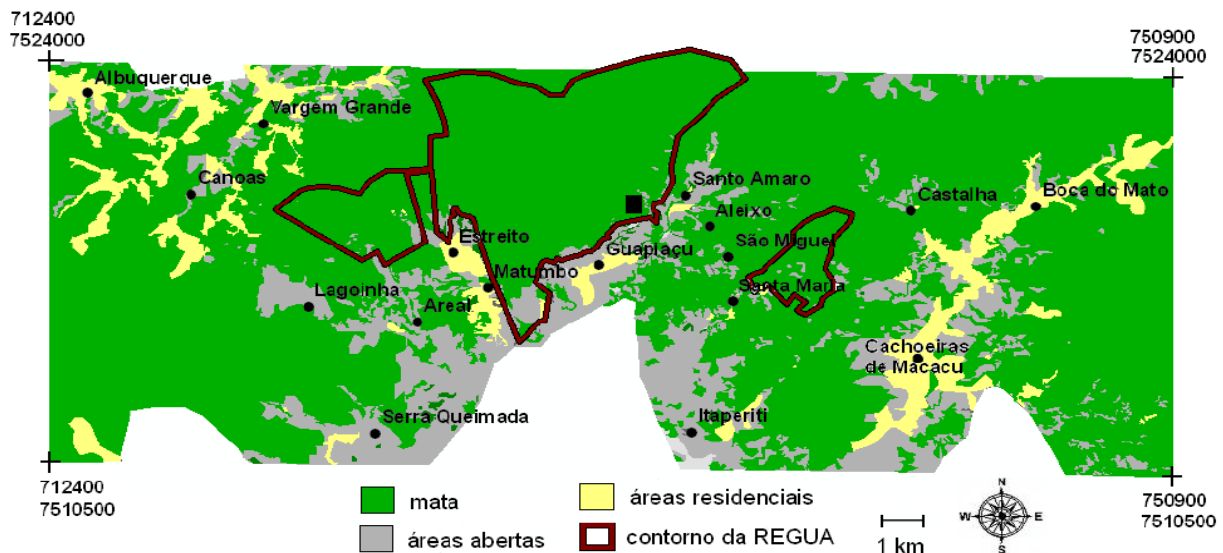 712400
7524000
750900
7524000
Albuquerque
Vargem Grande
Canoas
Santo Amaro
Castalha
Boca do Mato
Aleixo
Estreito
São Miguel
Guapiaçu
Matumbo
Lagoinha
Areal
Santa Maria
Cachoeiras
de Macacu
Serra Queimada
Itaperiti
712400
7510500
750900
7510500
mata
áreas residenciais
áreas abertas
contorno da REGUA
1 km
N
W
E
S